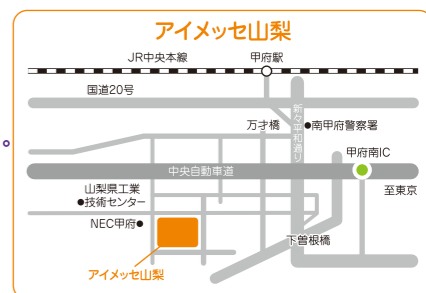 アイメッセ山梨
JR中央本線
甲府駅
国道20号
新々平和通り
万才橋
●南甲府警察署
甲府南IC
中央自動車道
至東京
山梨県工業
●技術センター
NEC甲府●
下曽根橋
アイメッセ山梨